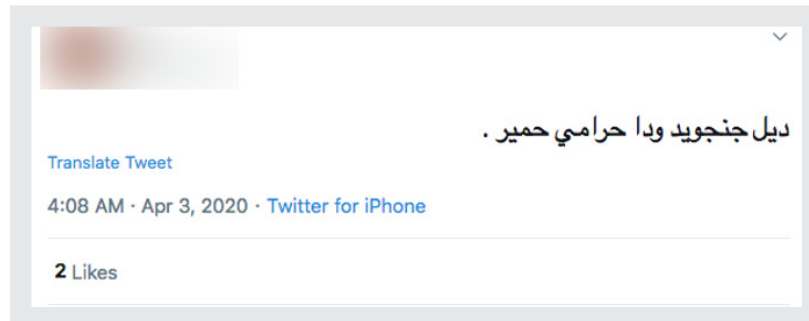 ديل جنجويد ودا حرامي حمير .
Translate Tweet
4:08 AM · Apr 3, 2020 · Twitter for iPhone
2 Likes